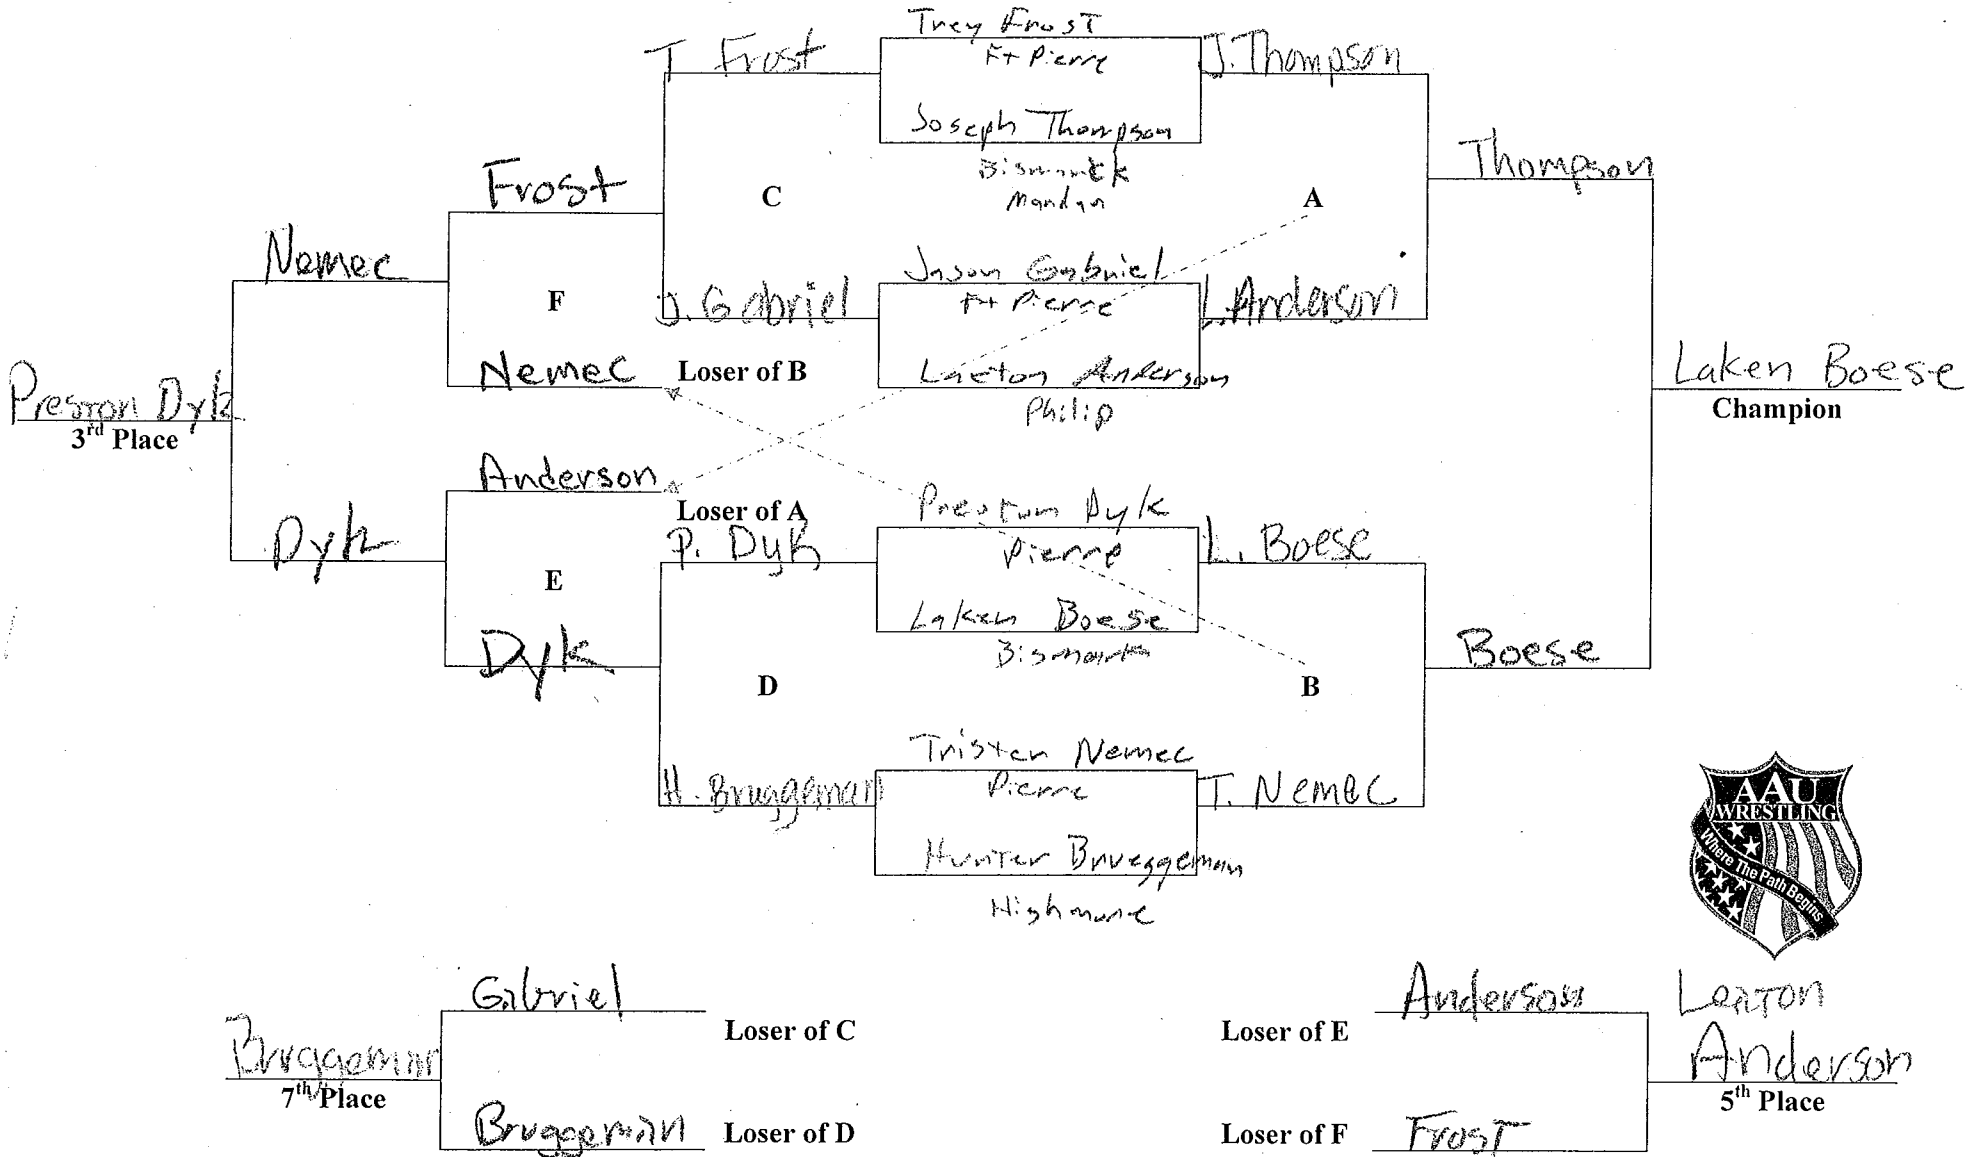 Trey Frost
T Frost
Ft Pierre
J. Thompson
Joseph Thompson
Thompson
Bismarck
Mandan
Frost
C
A
Nemec
Jason Gabriel
F
J. Gabriel
Ft Pierre
L. Anderson
Nemec
Loser of B
Laeton Anderson
Laken Boese
Preston Dyk
Philip
Champion
3rd Place
Anderson
Loser of A
Preston Dyk
Dyk
P. Dyk
Pierre
L. Boese
E
Laken Boese
Dyk
Bismark
Boese
D
B
Tristen Nemec
H. Bruggeman
Pierre
T. Nemec
AAU
WRESTLING
Where The Path Begins
Hunter Brueggeman
Highmore
Gabriel
Loser of C
Loser of E
Anderson
Leaton
Bruggeman
Anderson
7th Place
5th Place
Bruggeman
Loser of D
Loser of F
Frost